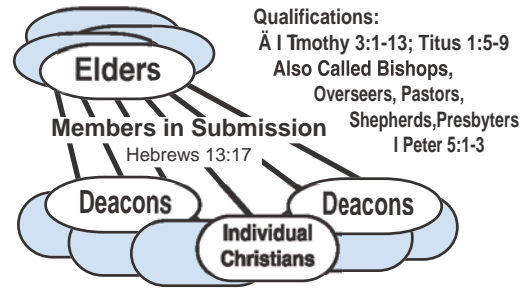 Qualifications:
Ä I Tmothy 3:1-13; Titus 1:5-9
Also Called Bishops,
Overseers, Pastors,
Shepherds,Presbyters
I Peter 5:1-3
Elders
Members in Submission
Hebrews 13:17
Deacons
Deacons
Individual
Christians